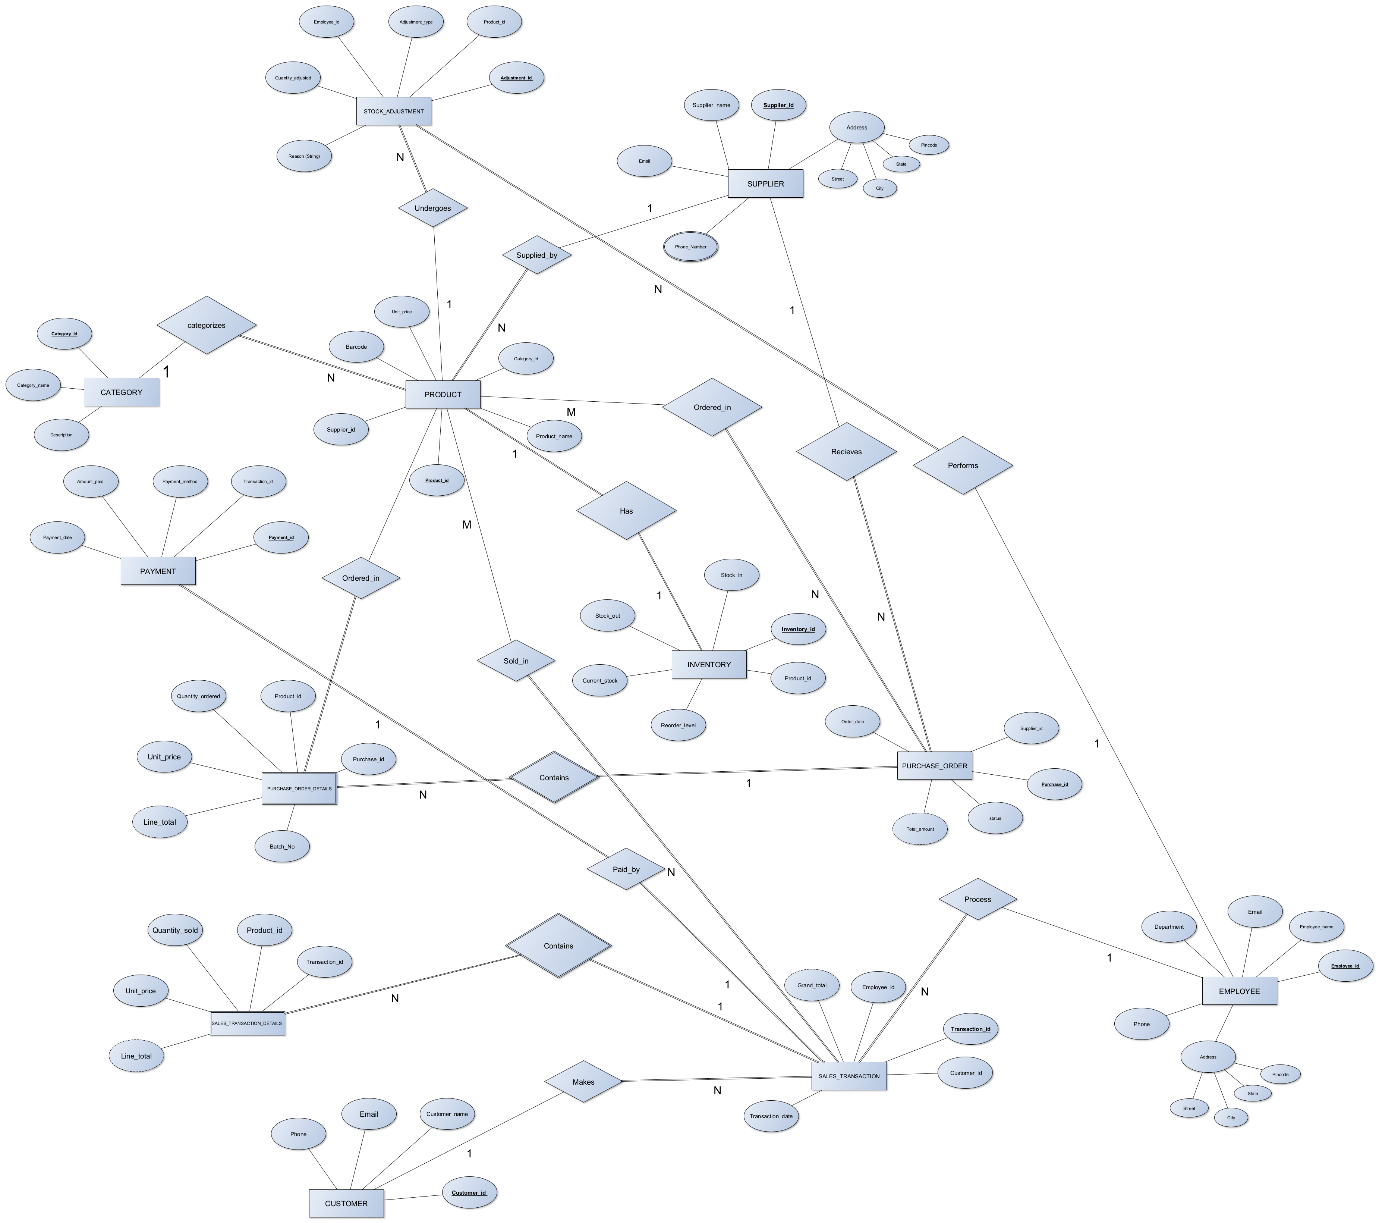 Employee_id
Adjustment_type
Product_id
Quantity_adjusted
Adjustment_id
STOCK_ADJUSTMENT
Reason (String)
N
Undergoes
1
Supplier_name
Supplier_id
Address
Pincode
State
Street
City
Email
SUPPLIER
Phone_Number
1
Supplied_by
N
N
1
categorizes
1
N
Category_id
Category_name
CATEGORY
Description
Unit_price
Barcode
Category_id
PRODUCT
Supplier_id
Product_name
Product_id
M
Ordered_in
Recieves
Performs
1
Has
M
Amount_paid
Payment_method
Transaction_id
Payment_date
Payment_id
PAYMENT
Ordered_in
Stock_in
1
N
N
Stock_out
Inventory_id
Sold_in
INVENTORY
Current_stock
Product_id
Reorder_level
Quantity_ordered
Product_id
1
Unit_price
Purchase_id
PURCHASE_ORDER_DETAILS
N
Contains
1
Line_total
Batch_No
Order_date
Supplier_id
1
PURCHASE_ORDER
Purchase_id
status
Total_amount
Paid_by
N
Process
Quantity_sold
Product_id
Contains
Transaction_id
Unit_price
N
SALES_TRANSACTION_DETAILS
Line_total
1
1
Grand_total
Employee_id
N
1
Transaction_id
SALES_TRANSACTION
Customer_id
Transaction_date
Department
Email
Employee_name
Employee_id
EMPLOYEE
Phone
Address
Pincode
State
Street
City
Makes
N
Phone
Email
Customer_name
1
Customer_id
CUSTOMER